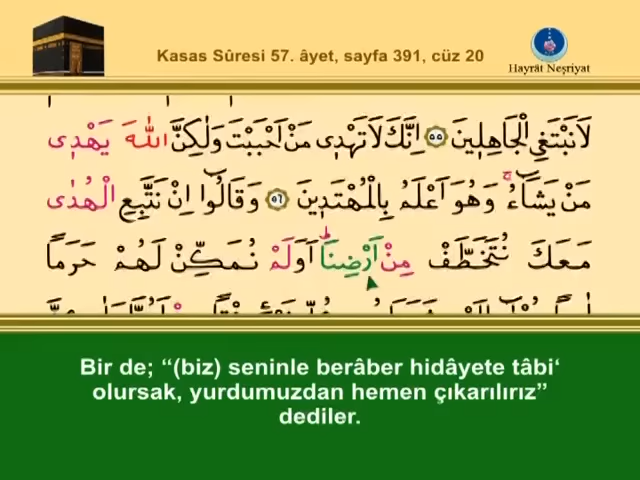 Kasas Sûresi 57. âyet, sayfa 391, cüz 20
Hayrât Neşriyat
لَا نَبْتَغِي الْجَاهِلِينَ ﴿٥٥﴾ اِنَّكَ لَا تَهْدِي مَنْ اَحْبَبْتَ وَلٰكِنَّ اللّٰهَ يَهْدِي
مَنْ يَشَٓاءُۚ وَهُوَ اَعْلَمُ بِالْمُهْتَدِينَ ﴿٥٦﴾ وَقَالُٓوا اِنْ نَتَّبِعِ الْهُدٰى
مَعَكَ نُتَخَطَّفْ مِنْ اَرْضِنَاۜ اَوَلَمْ نُمَكِّنْ لَهُمْ حَرَمًا
Bir de; “(biz) seninle berâber hidâyete tâbi‘
olursak, yurdumuzdan hemen çıkarılırız”
dediler.